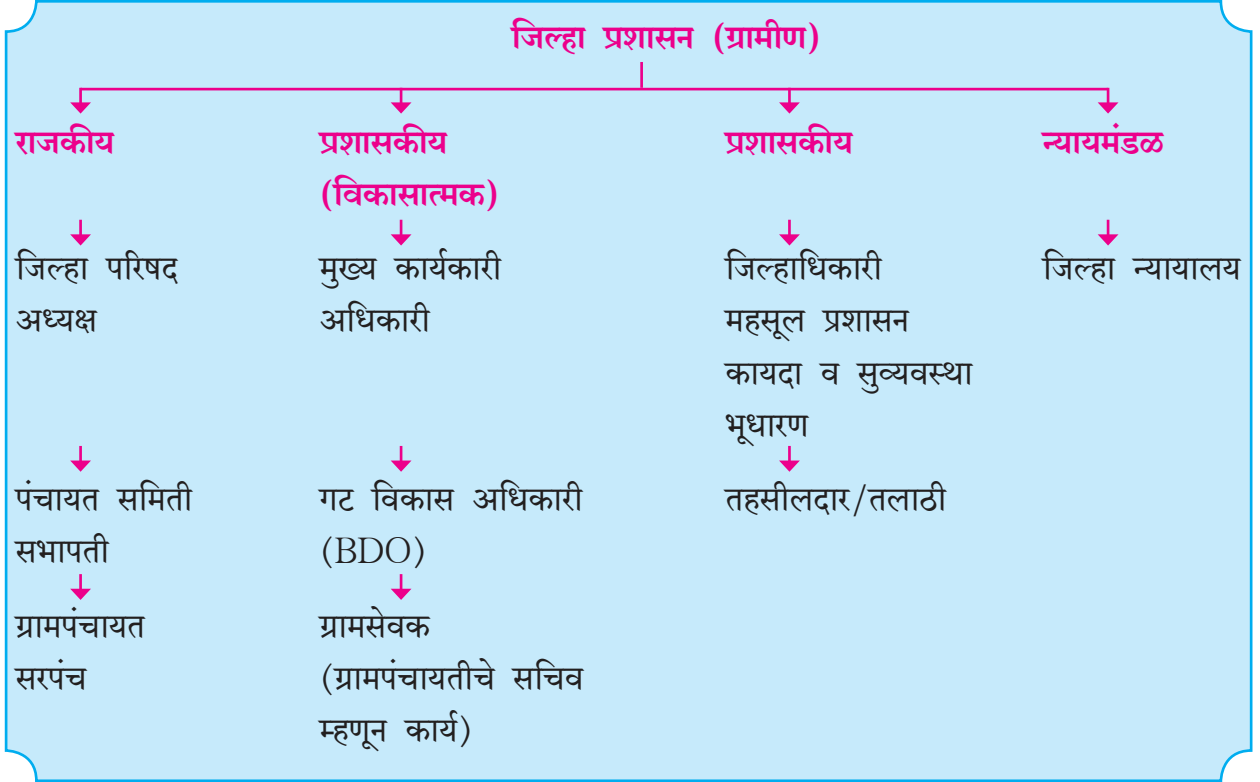 जिल्हा प्रशासन (ग्रामीण)
राजकीय
जिल्हा परिषद
अध्यक्ष
पंचायत समिती
सभापती
ग्रामपंचायत
सरपंच
प्रशासकीय
(विकासात्मक)
मुख्य कार्यकारी
अधिकारी
गट विकास अधिकारी
(BDO)
ग्रामसेवक
(ग्रामपंचायतीचे सचिव
म्हणून कार्य)
प्रशासकीय
जिल्हाधिकारी
महसूल प्रशासन
कायदा व सुव्यवस्था
भूधारण
तहसीलदार/तलाठी
न्यायमंडळ
जिल्हा न्यायालय